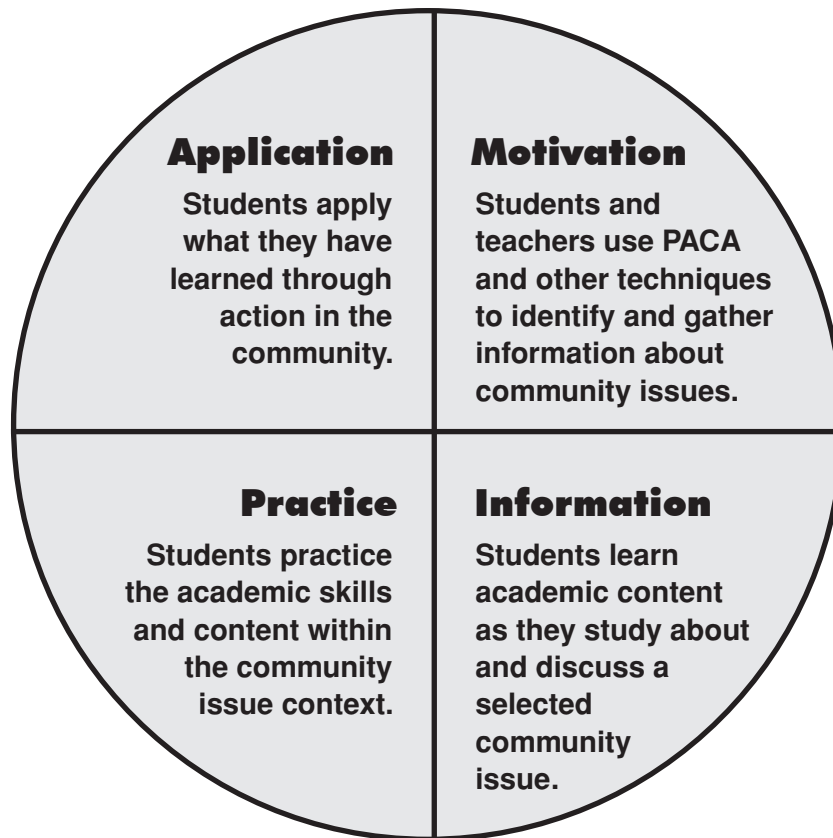 Application
Students apply
what they have
learned through
action in the
community.
Motivation
Students and
teachers use PACA
and other techniques
to identify and gather
information about
community issues.
Practice
Students practice
the academic skills
and content within
the community
issue context.
Information
Students learn
academic content
as they study about
and discuss a
selected
community
issue.